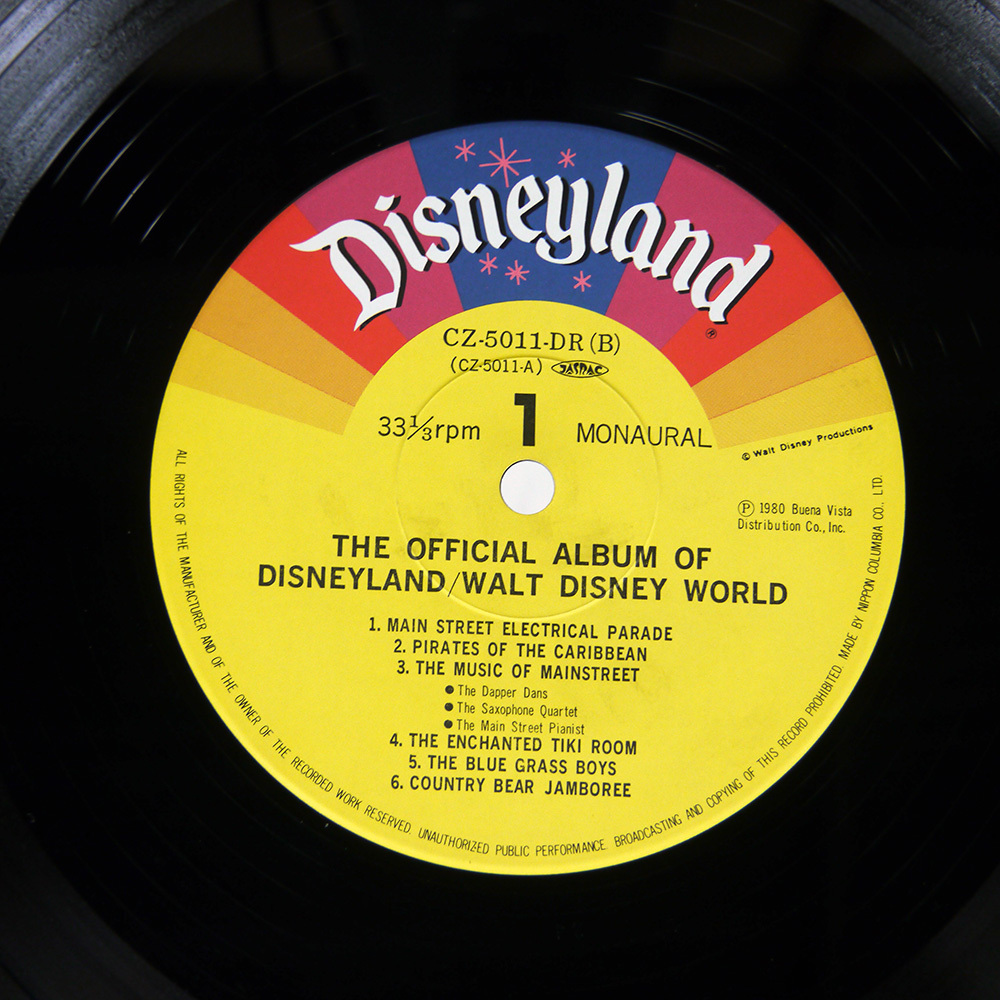 Disneyland®
CZ-5011-DR (B)
(CZ-5011-A) JASRAC
33⅓rpm 1 MONAURAL
© Walt Disney Productions
Ⓟ 1980 Buena Vista
Distribution Co., Inc.
THE OFFICIAL ALBUM OF
DISNEYLAND/WALT DISNEY WORLD
1. MAIN STREET ELECTRICAL PARADE
2. PIRATES OF THE CARIBBEAN
3. THE MUSIC OF MAINSTREET
● The Dapper Dans
● The Saxophone Quartet
● The Main Street Pianist
4. THE ENCHANTED TIKI ROOM
5. THE BLUE GRASS BOYS
6. COUNTRY BEAR JAMBOREE
ALL RIGHTS OF THE MANUFACTURER AND OF THE OWNER OF THE RECORDED WORK RESERVED. UNAUTHORIZED PUBLIC PERFORMANCE. BROADCASTING AND COPYING OF THIS RECORD PROHIBITED. MADE BY NIPPON COLUMBIA CO., LTD.